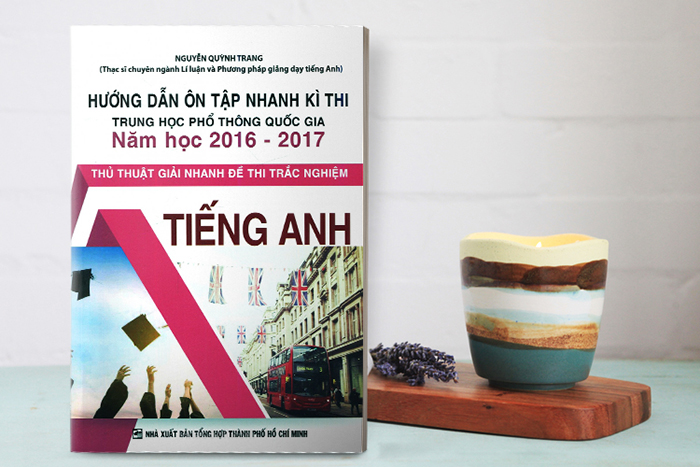 NGUYỄN QUỲNH TRANG
(Thạc sĩ chuyên ngành Lí luận và Phương pháp giảng dạy tiếng Anh)
HƯỚNG DẪN ÔN TẬP NHANH KÌ THI
TRUNG HỌC PHỔ THÔNG QUỐC GIA
Năm học 2016 - 2017
THỦ THUẬT GIẢI NHANH ĐỀ THI TRẮC NGHIỆM
TIẾNG ANH
NHÀ XUẤT BẢN TỔNG HỢP THÀNH PHỐ HỒ CHÍ MINH